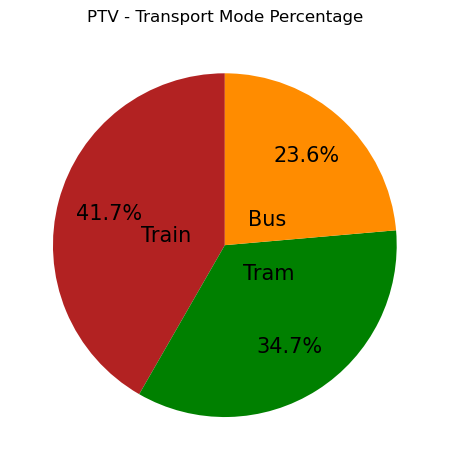 PTV - Transport Mode Percentage
23.6%
41.7%
Bus
Train
Tram
34.7%